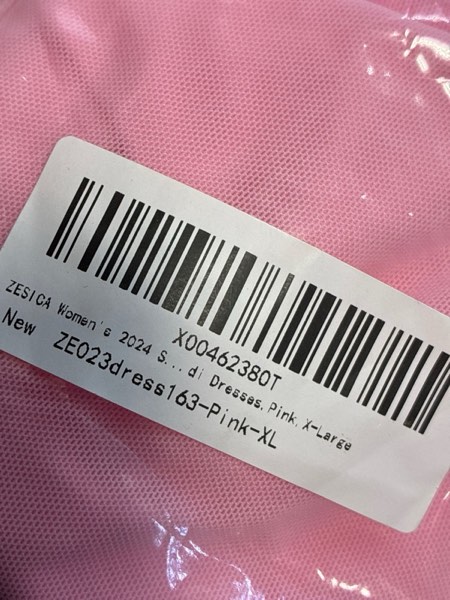 X00462380T
ZESICA Women's 2024 S...di Dresses,Pink, X-Large
New ZE023dress163-Pink-XL